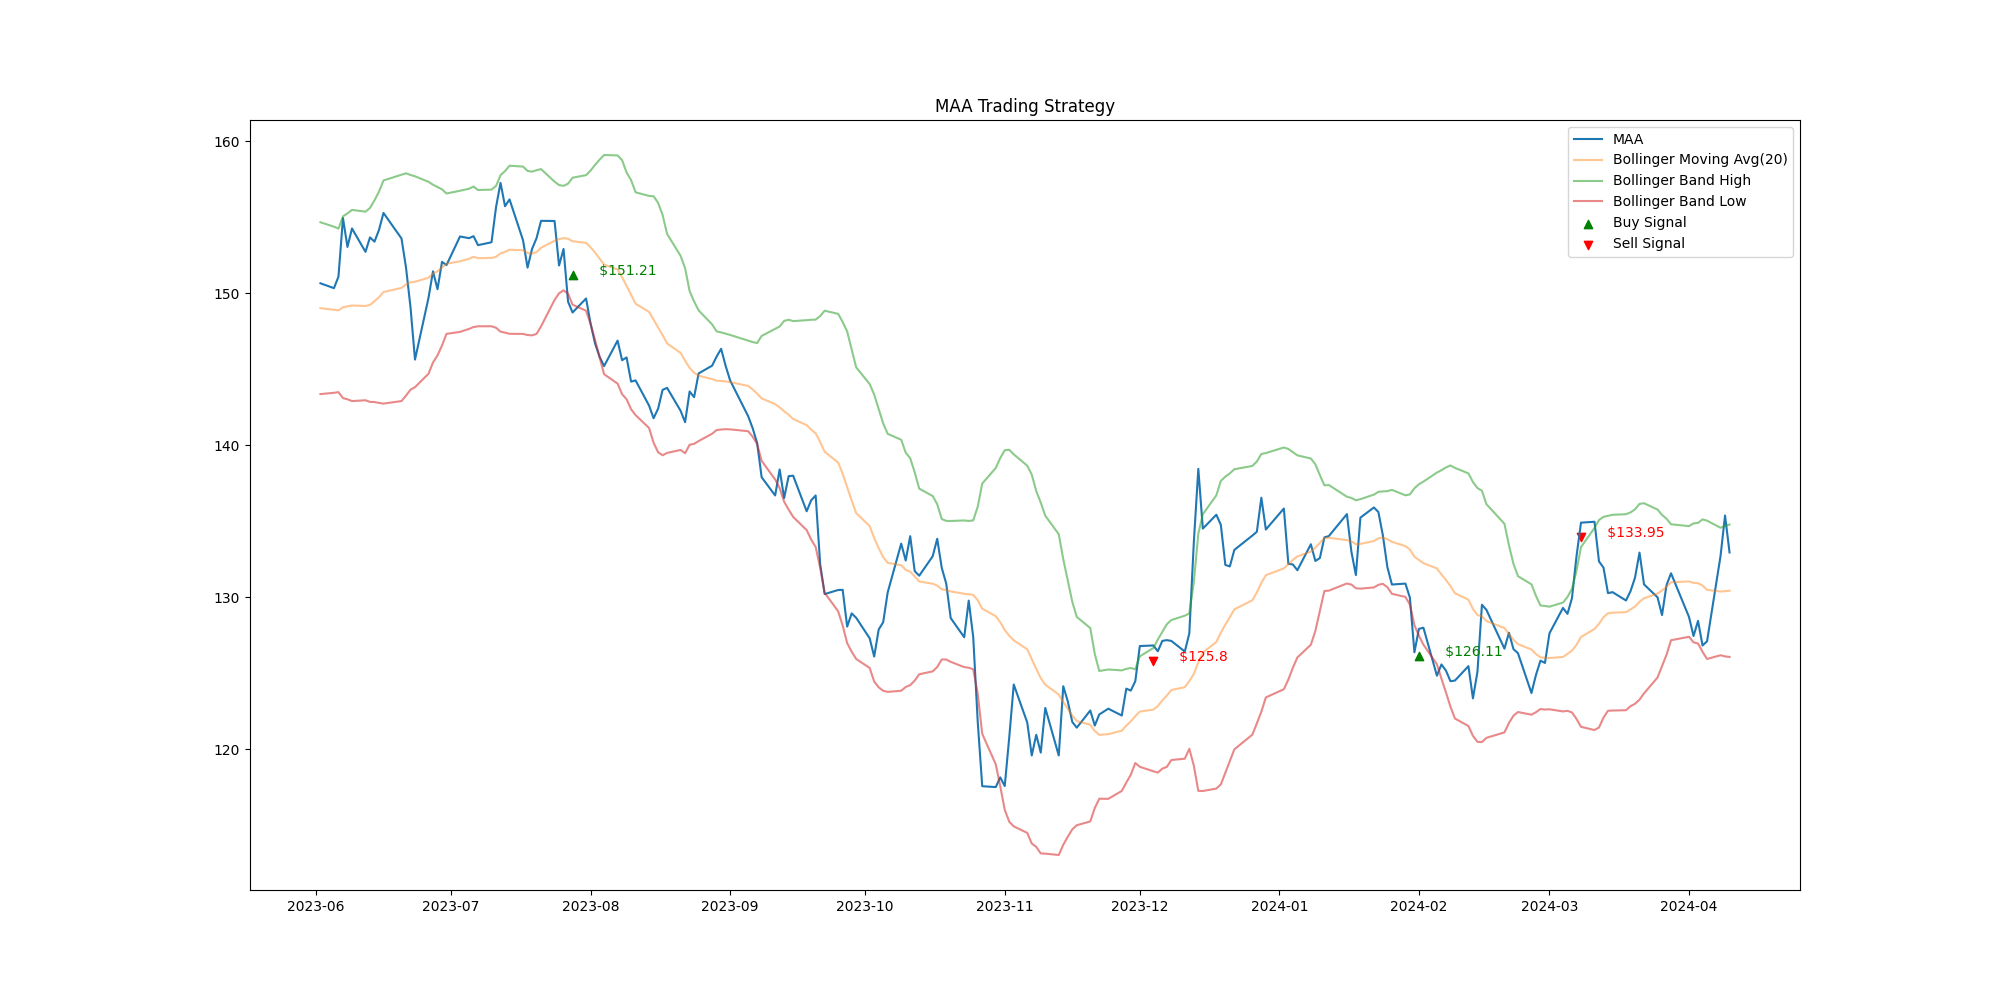 MAA Trading Strategy
160
150
140
130
120
MAA
Bollinger Moving Avg(20)
Bollinger Band High
Bollinger Band Low
Buy Signal
Sell Signal
$151.21
$125.8
$126.11
$133.95
2023-06 2023-07 2023-08 2023-09 2023-10 2023-11 2023-12 2024-01 2024-02 2024-03 2024-04